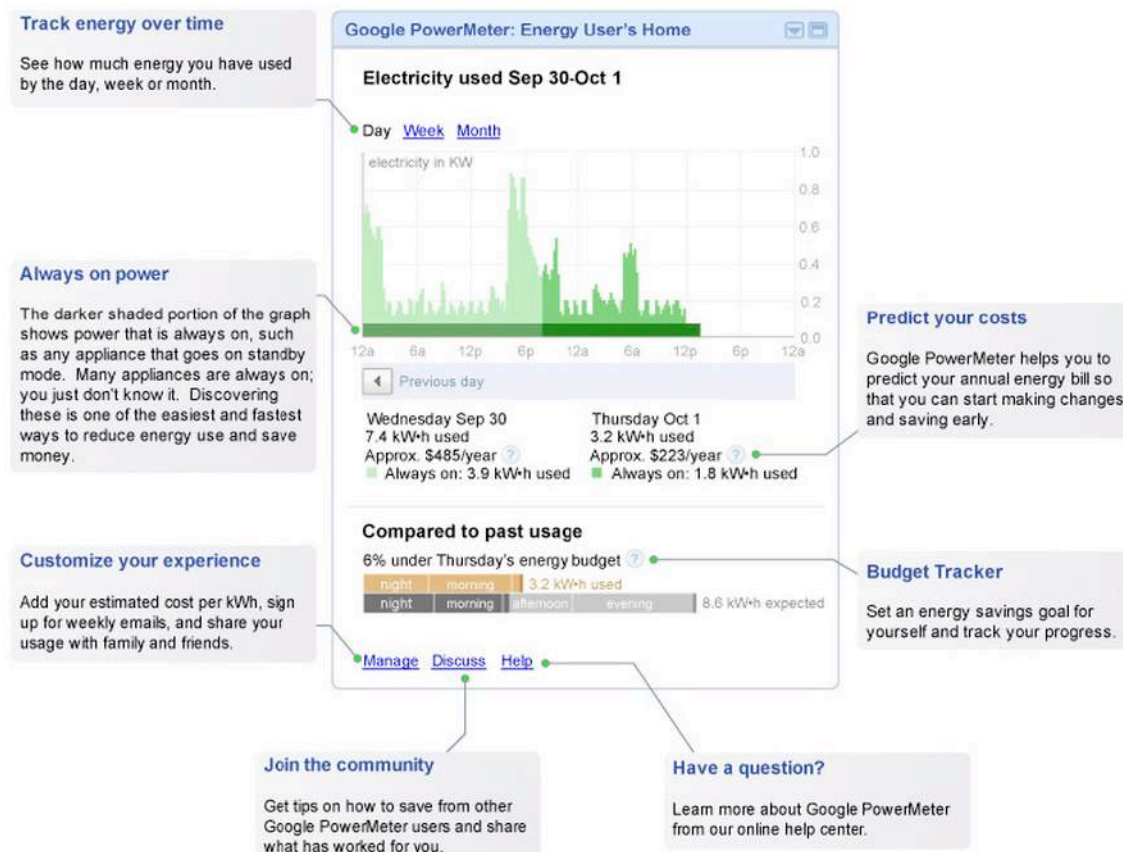 Track energy over time
See how much energy you have used
by the day, week or month.
Google PowerMeter: Energy User's Home
Electricity used Sep 30-Oct 1
Day Week Month
electricity in KW
1.0
0.8
0.6
0.4
0.2
0.0
12a 6a 12p 6p 12a 6a 12p 6p 12a
Previous day
Wednesday Sep 30
7.4 kW•h used
Approx. $485/year ?
Always on: 3.9 kW•h used
Thursday Oct 1
3.2 kW•h used
Approx. $223/year ?
Always on: 1.8 kW•h used
Always on power
The darker shaded portion of the graph
shows power that is always on, such
as any appliance that goes on standby
mode. Many appliances are always on;
you just don't know it. Discovering
these is one of the easiest and fastest
ways to reduce energy use and save
money.
Predict your costs
Google PowerMeter helps you to
predict your annual energy bill so
that you can start making changes
and saving early.
Compared to past usage
6% under Thursday's energy budget ?
night morning 3.2 kW•h used
night morning afternoon evening 8.6 kW•h expected
Customize your experience
Add your estimated cost per kWh, sign
up for weekly emails, and share your
usage with family and friends.
Budget Tracker
Set an energy savings goal for
yourself and track your progress.
Manage Discuss Help
Join the community
Get tips on how to save from other
Google PowerMeter users and share
what has worked for you.
Have a question?
Learn more about Google PowerMeter
from our online help center.